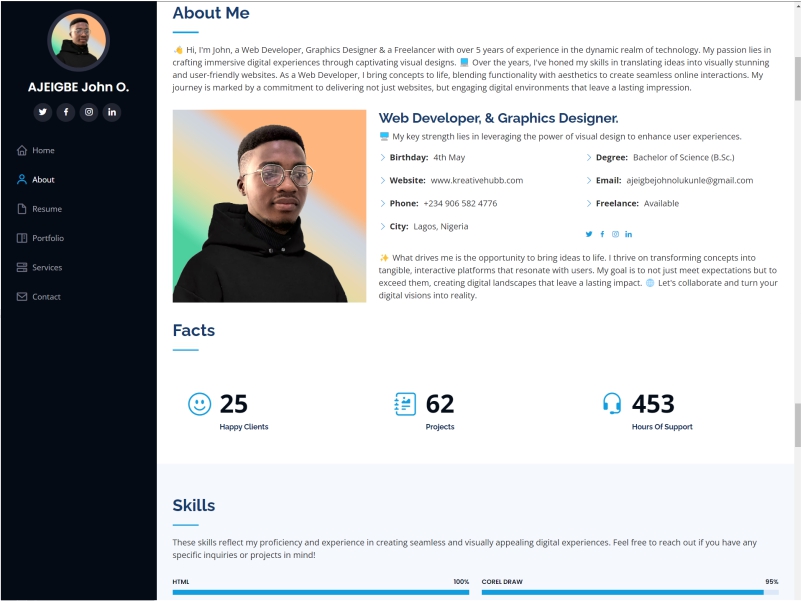 AJEIGBE John O.
Home
About
Resume
Portfolio
Services
Contact
About Me
👋 Hi, I'm John, a Web Developer, Graphics Designer & a Freelancer with over 5 years of experience in the dynamic realm of technology. My passion lies in
crafting immersive digital experiences through captivating visual designs. 💻 Over the years, I've honed my skills in translating ideas into visually stunning
and user-friendly websites. As a Web Developer, I bring concepts to life, blending functionality with aesthetics to create seamless online interactions. My
journey is marked by a commitment to delivering not just websites, but engaging digital environments that leave a lasting impression.
Web Developer, & Graphics Designer.
💻 My key strength lies in leveraging the power of visual design to enhance user experiences.
Birthday: 4th May
Degree: Bachelor of Science (B.Sc.)
Website: www.kreativehubb.com
Email: ajeigbejohnolukunle@gmail.com
Phone: +234 906 582 4776
Freelance: Available
City: Lagos, Nigeria
✨ What drives me is the opportunity to bring ideas to life. I thrive on transforming concepts into
tangible, interactive platforms that resonate with users. My goal is to not just meet expectations but to
exceed them, creating digital landscapes that leave a lasting impact. 🌐 Let's collaborate and turn your
digital visions into reality.
Facts
25
Happy Clients
62
Projects
453
Hours Of Support
Skills
These skills reflect my proficiency and experience in creating seamless and visually appealing digital experiences. Feel free to reach out if you have any
specific inquiries or projects in mind!
HTML 100%
COREL DRAW 95%